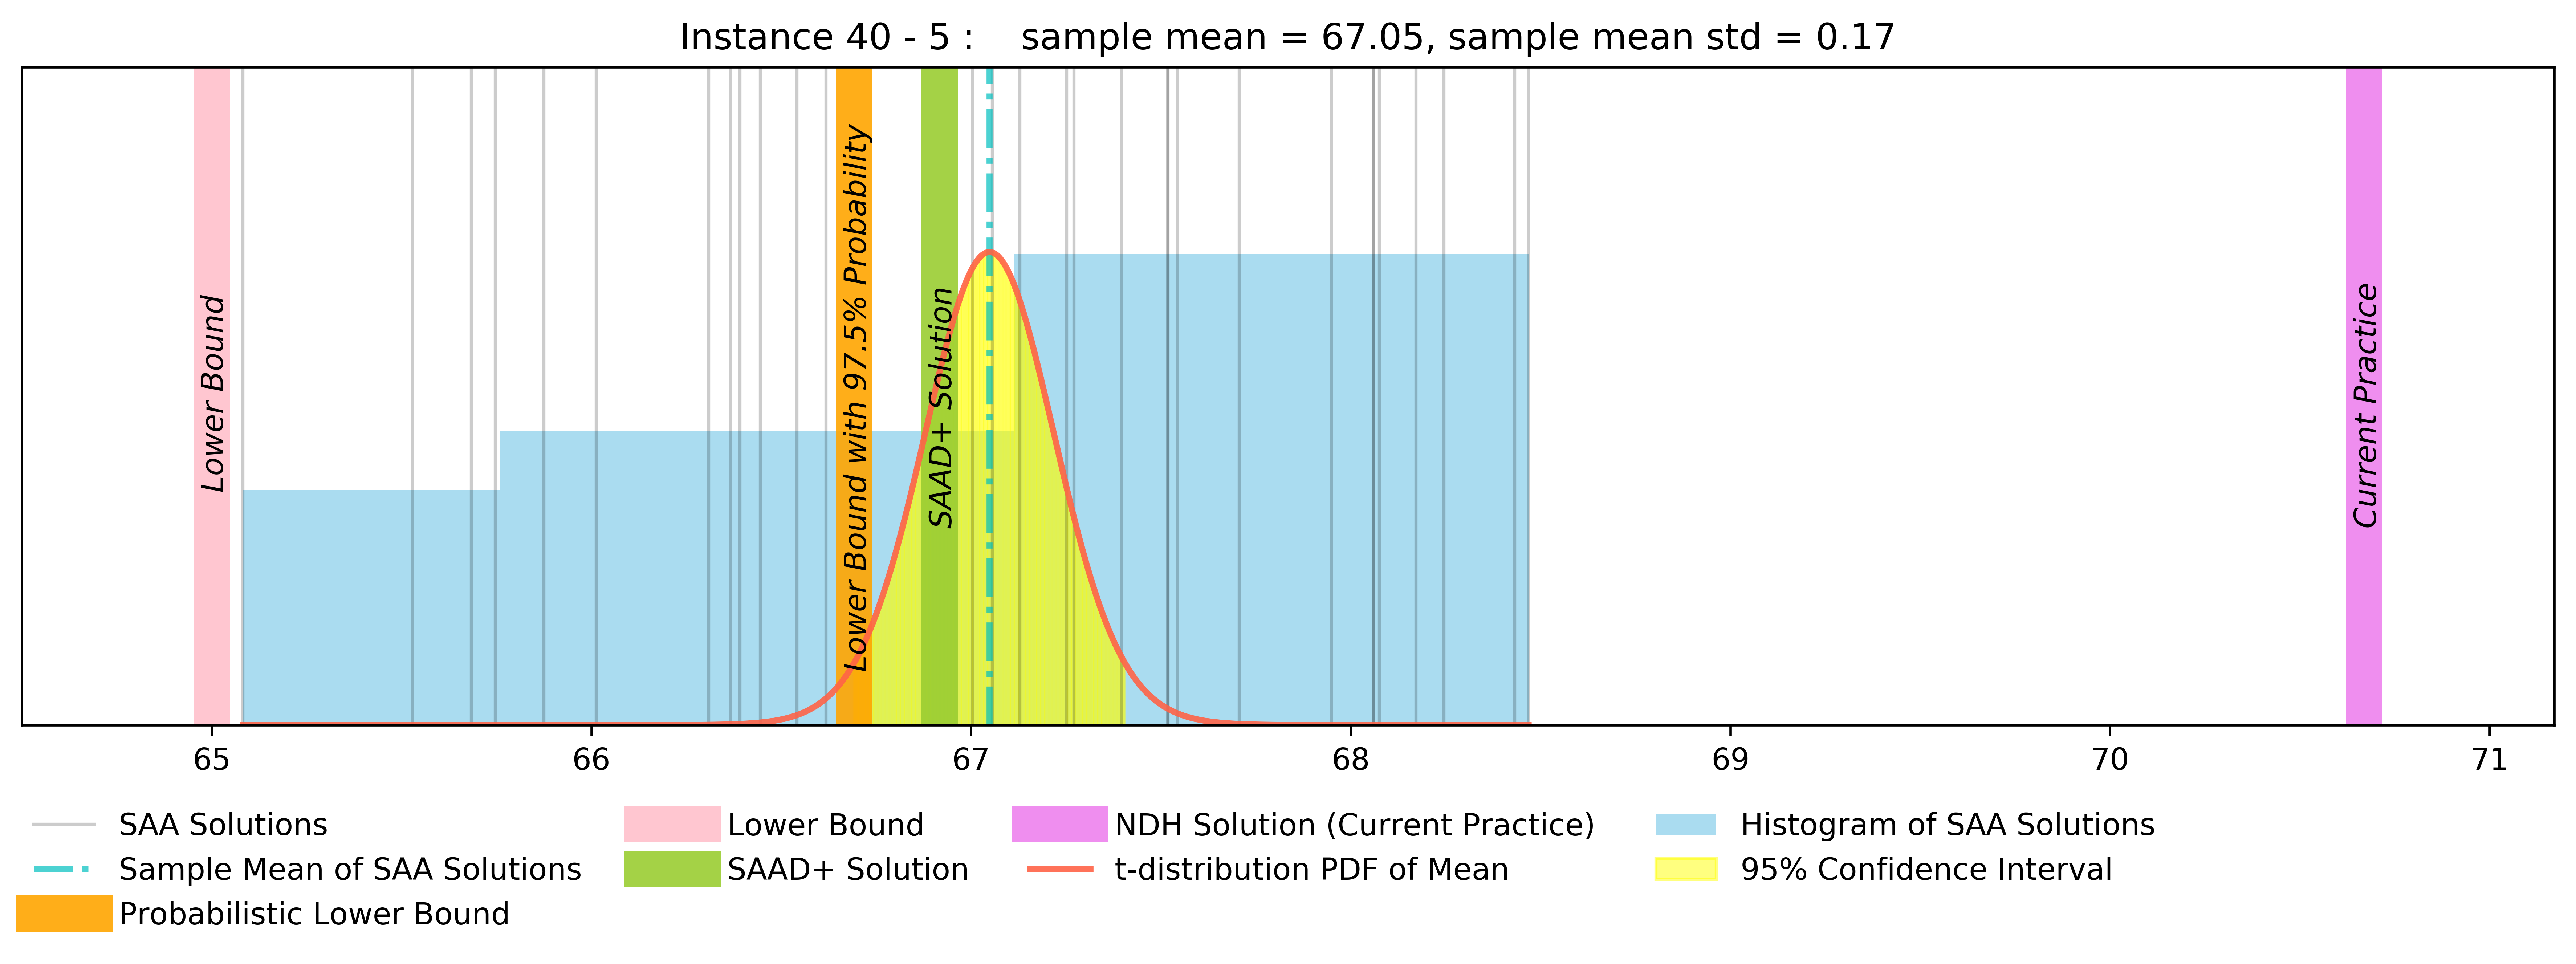 Instance 40 - 5 :    sample mean = 67.05, sample mean std = 0.17
Lower Bound
Lower Bound with 97.5% Probability
SAAD+ Solution
Current Practice
65 66 67 68 69 70 71
SAA Solutions
Sample Mean of SAA Solutions
Probabilistic Lower Bound
Lower Bound
SAAD+ Solution
NDH Solution (Current Practice)
t-distribution PDF of Mean
Histogram of SAA Solutions
95% Confidence Interval